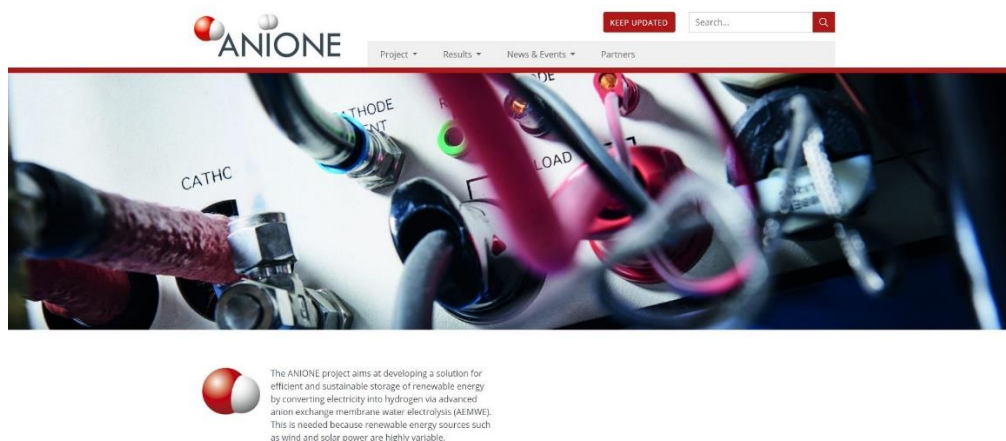 ANIONE
KEEP UPDATED
Search...
Project
Results
News & Events
Partners
CATHC
LOAD
The ANIONE project aims at developing a solution for
efficient and sustainable storage of renewable energy
by converting electricity into hydrogen via advanced
anion exchange membrane water electrolysis (AEMWE).
This is needed because renewable energy sources such
as wind and solar power are highly variable.